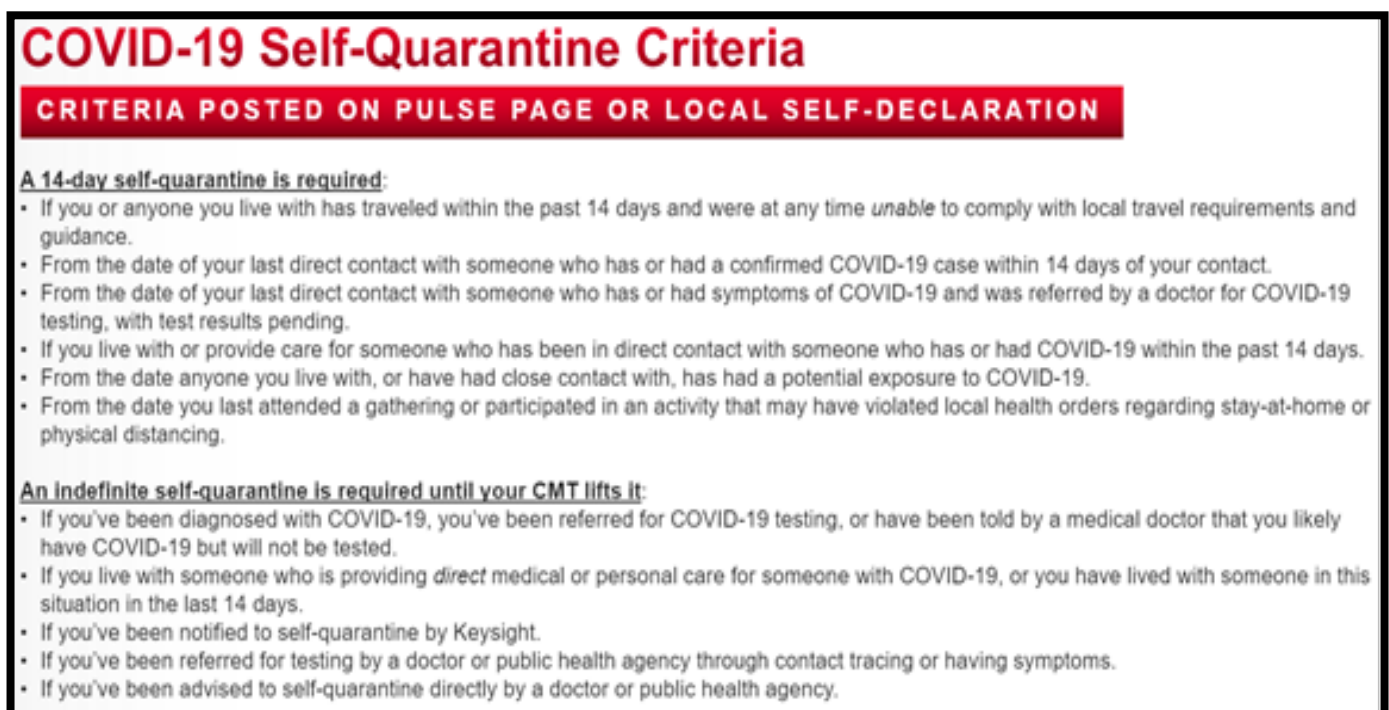 COVID-19 Self-Quarantine Criteria
CRITERIA POSTED ON PULSE PAGE OR LOCAL SELF-DECLARATION
A 14-day self-quarantine is required:
• If you or anyone you live with has traveled within the past 14 days and were at any time unable to comply with local travel requirements and
guidance.
• From the date of your last direct contact with someone who has or had a confirmed COVID-19 case within 14 days of your contact.
• From the date of your last direct contact with someone who has or had symptoms of COVID-19 and was referred by a doctor for COVID-19
testing, with test results pending.
• If you live with or provide care for someone who has been in direct contact with someone who has or had COVID-19 within the past 14 days.
• From the date anyone you live with, or have had close contact with, has had a potential exposure to COVID-19.
• From the date you last attended a gathering or participated in an activity that may have violated local health orders regarding stay-at-home or
physical distancing.
An indefinite self-quarantine is required until your CMT lifts it:
• If you've been diagnosed with COVID-19, you've been referred for COVID-19 testing, or have been told by a medical doctor that you likely
have COVID-19 but will not be tested.
• If you live with someone who is providing direct medical or personal care for someone with COVID-19, or you have lived with someone in this
situation in the last 14 days.
• If you've been notified to self-quarantine by Keysight.
• If you've been referred for testing by a doctor or public health agency through contact tracing or having symptoms.
• If you've been advised to self-quarantine directly by a doctor or public health agency.